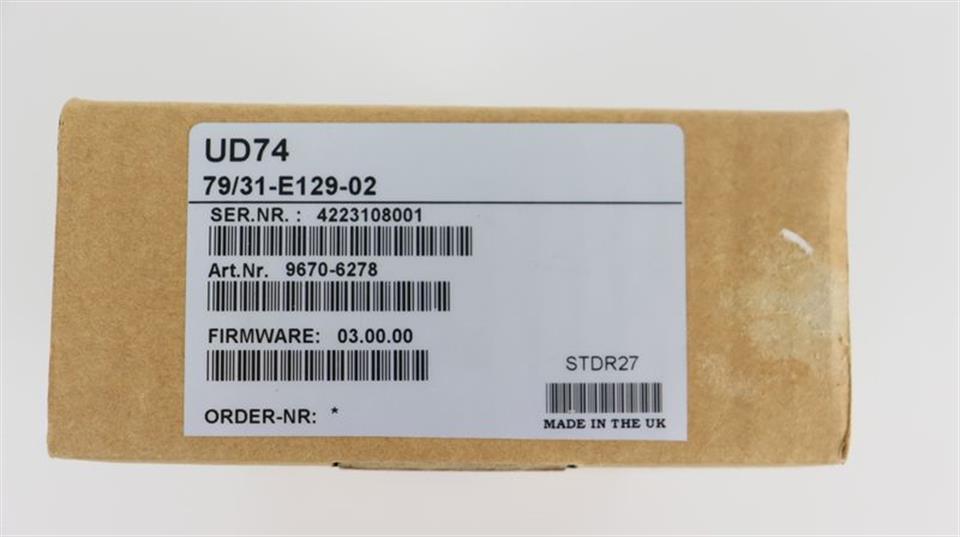 UD74
79/31-E129-02
SER.NR. : 4223108001
Art.Nr. 9670-6278
FIRMWARE: 03.00.00
STDR27
ORDER-NR: *
MADE IN THE UK